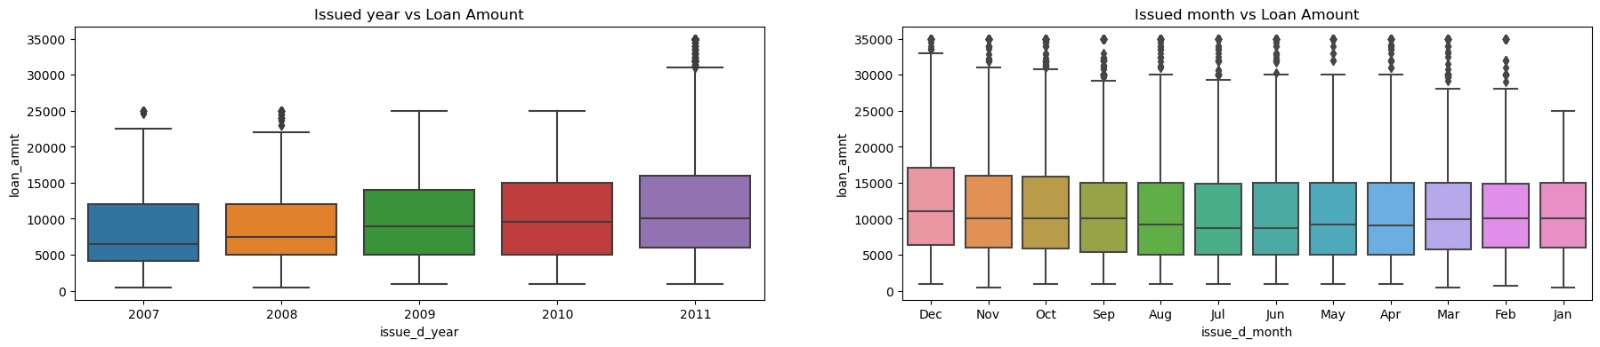 Issued year vs Loan Amount
35000
30000
25000
20000
15000
10000
5000
0
loan_amnt
2007 2008 2009 2010 2011
issue_d_year
Issued month vs Loan Amount
35000
30000
25000
20000
15000
10000
5000
0
loan_amnt
Dec Nov Oct Sep Aug Jul Jun May Apr Mar Feb Jan
issue_d_month